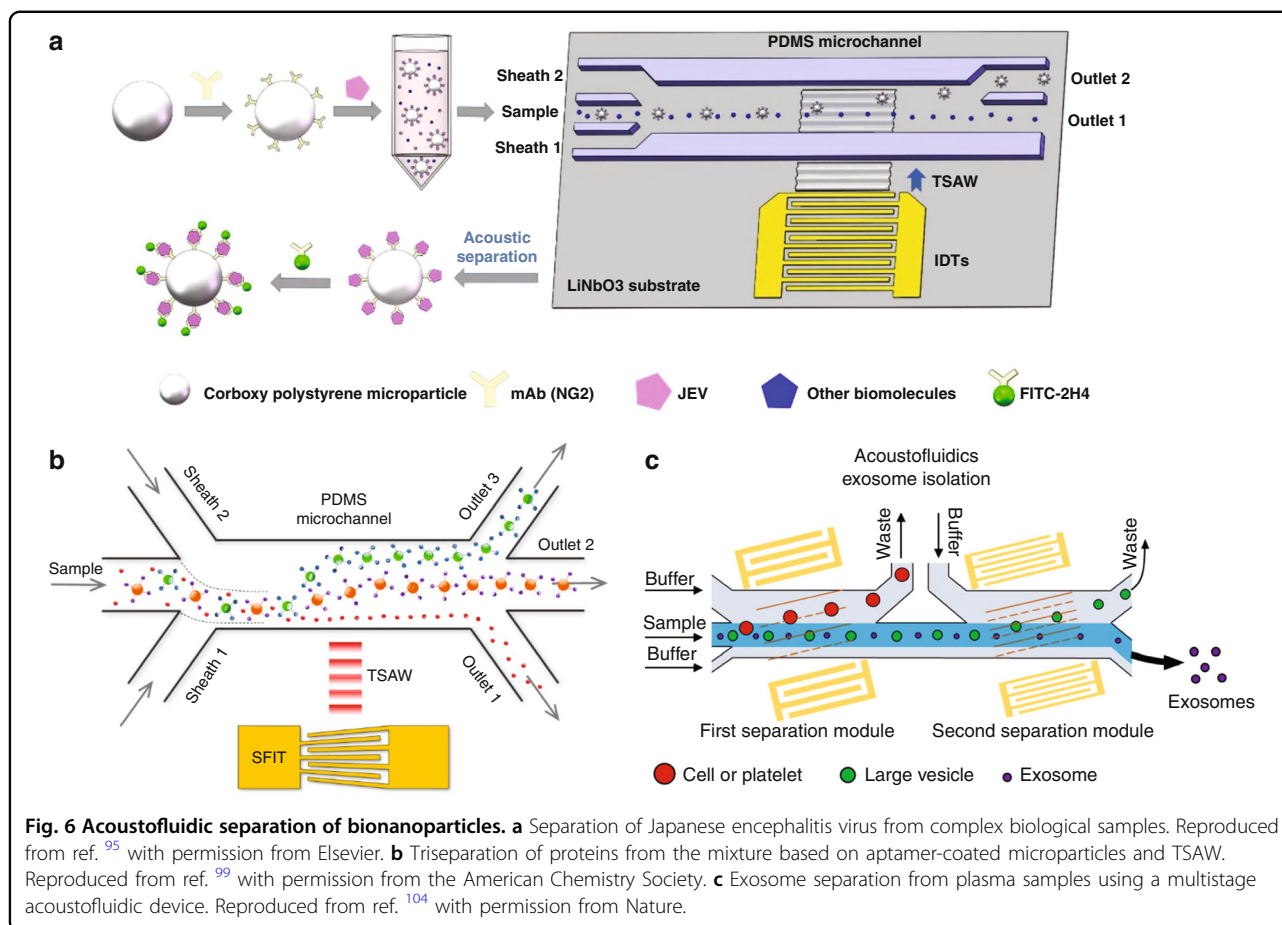 a
PDMS microchannel
Sheath 2
Outlet 2
Sample
Outlet 1
Sheath 1
TSAW
Acoustic
separation
IDTs
LiNbO3 substrate
Corboxy polystyrene microparticle
mAb (NG2)
JEV
Other biomolecules
FITC-2H4
b
Sheath 2
PDMS
microchannel
Outlet 3
Outlet 2
Sample
Sheath 1
TSAW
Outlet 1
SFIT
c
Acoustofluidics
exosome isolation
Waste
Buffer
Waste
Buffer
Sample
Buffer
Exosomes
First separation module
Second separation module
Cell or platelet
Large vesicle
Exosome
Fig. 6 Acoustofluidic separation of bionanoparticles. a Separation of Japanese encephalitis virus from complex biological samples. Reproduced
from ref. 95 with permission from Elsevier. b Triseparation of proteins from the mixture based on aptamer-coated microparticles and TSAW.
Reproduced from ref. 99 with permission from the American Chemistry Society. c Exosome separation from plasma samples using a multistage
acoustofluidic device. Reproduced from ref. 104 with permission from Nature.